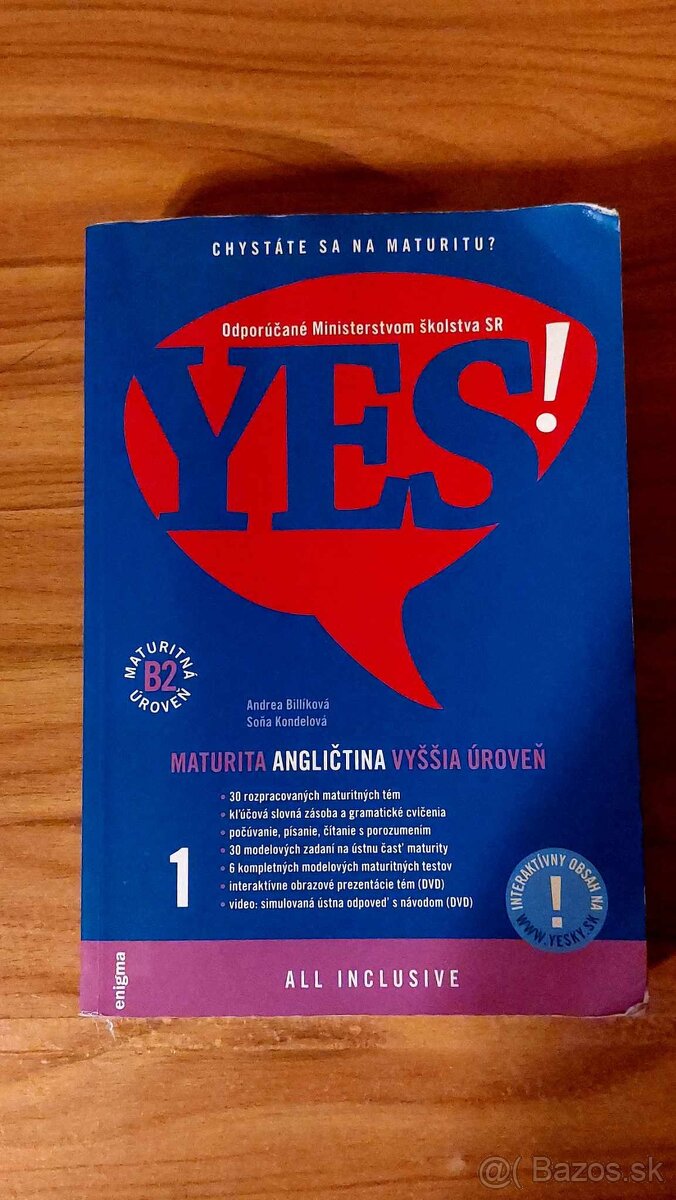 CHYSTÁTE SA NA MATURITU?
Odporúčané Ministerstvom školstva SR
YES!
MATURITNÁ
B2
ÚROVEŇ
Andrea Billíková
Soňa Kondelová
MATURITA ANGLIČTINA VYŠŠIA ÚROVEŇ
• 30 rozpracovaných maturitných tém
• kľúčová slovná zásoba a gramatické cvičenia
• počúvanie, písanie, čítanie s porozumením
• 30 modelových zadaní na ústnu časť maturity
• 6 kompletných modelových maturitných testov
• interaktívne obrazové prezentácie tém (DVD)
• video: simulovaná ústna odpoveď s návodom (DVD)
1
INTERAKTÍVNY OBSAH NA
!
WWW.YESKY.SK
enigma
ALL INCLUSIVE
@( Bazos.sk